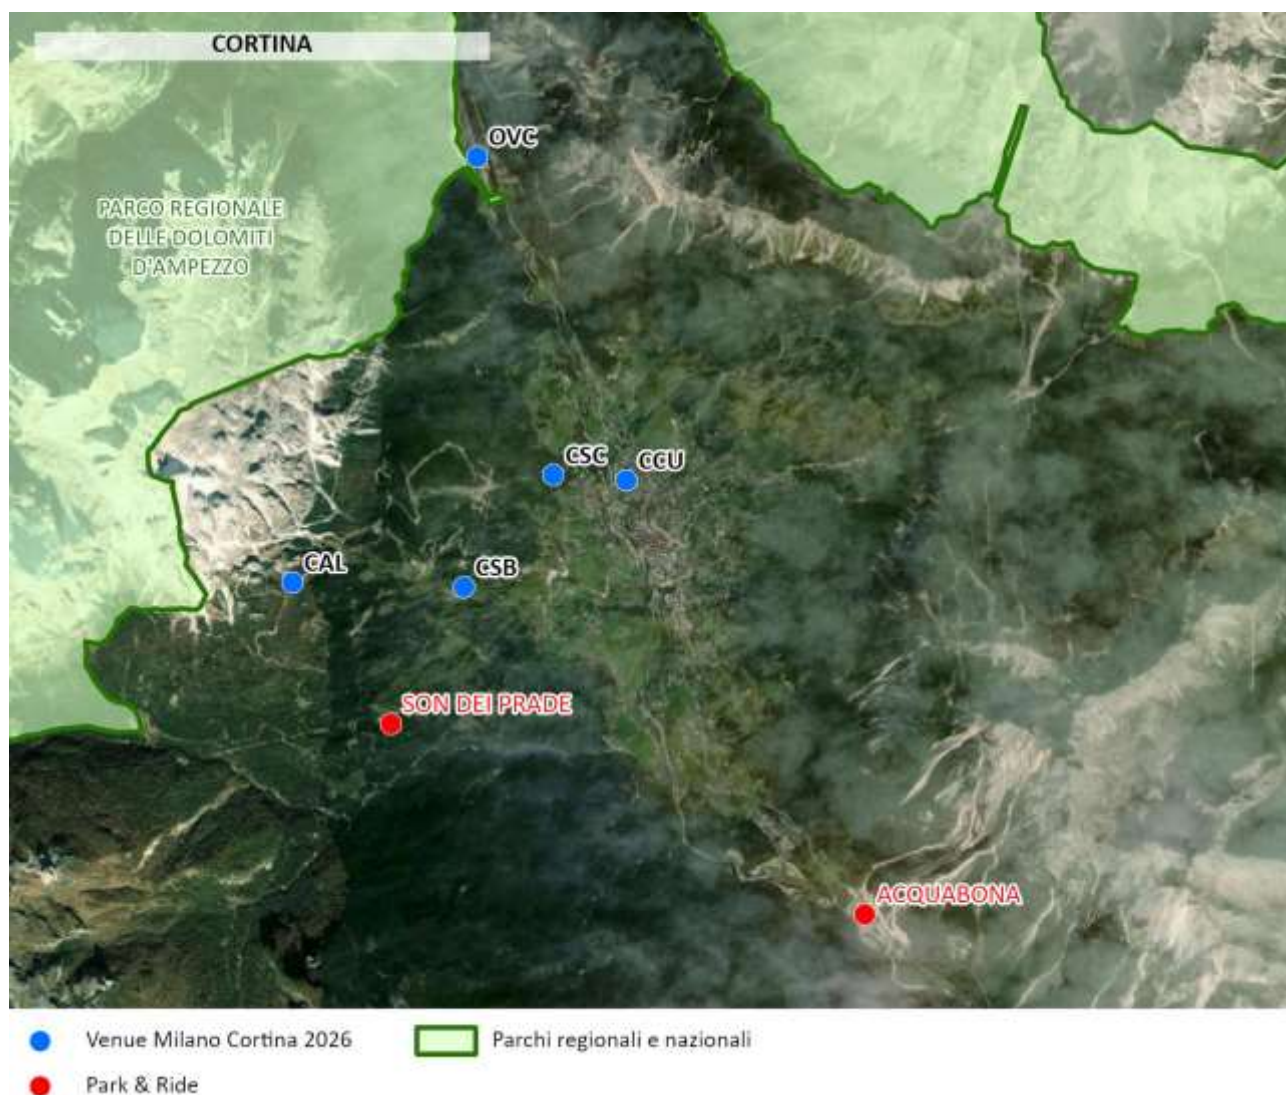 CORTINA
OVC
PARCO REGIONALE
DELLE DOLOMITI
D'AMPEZZO
CSC
CCU
CAL
CSB
SON DEI PRADE
ACQUABONA
Venue Milano Cortina 2026
Parchi regionali e nazionali
Park & Ride